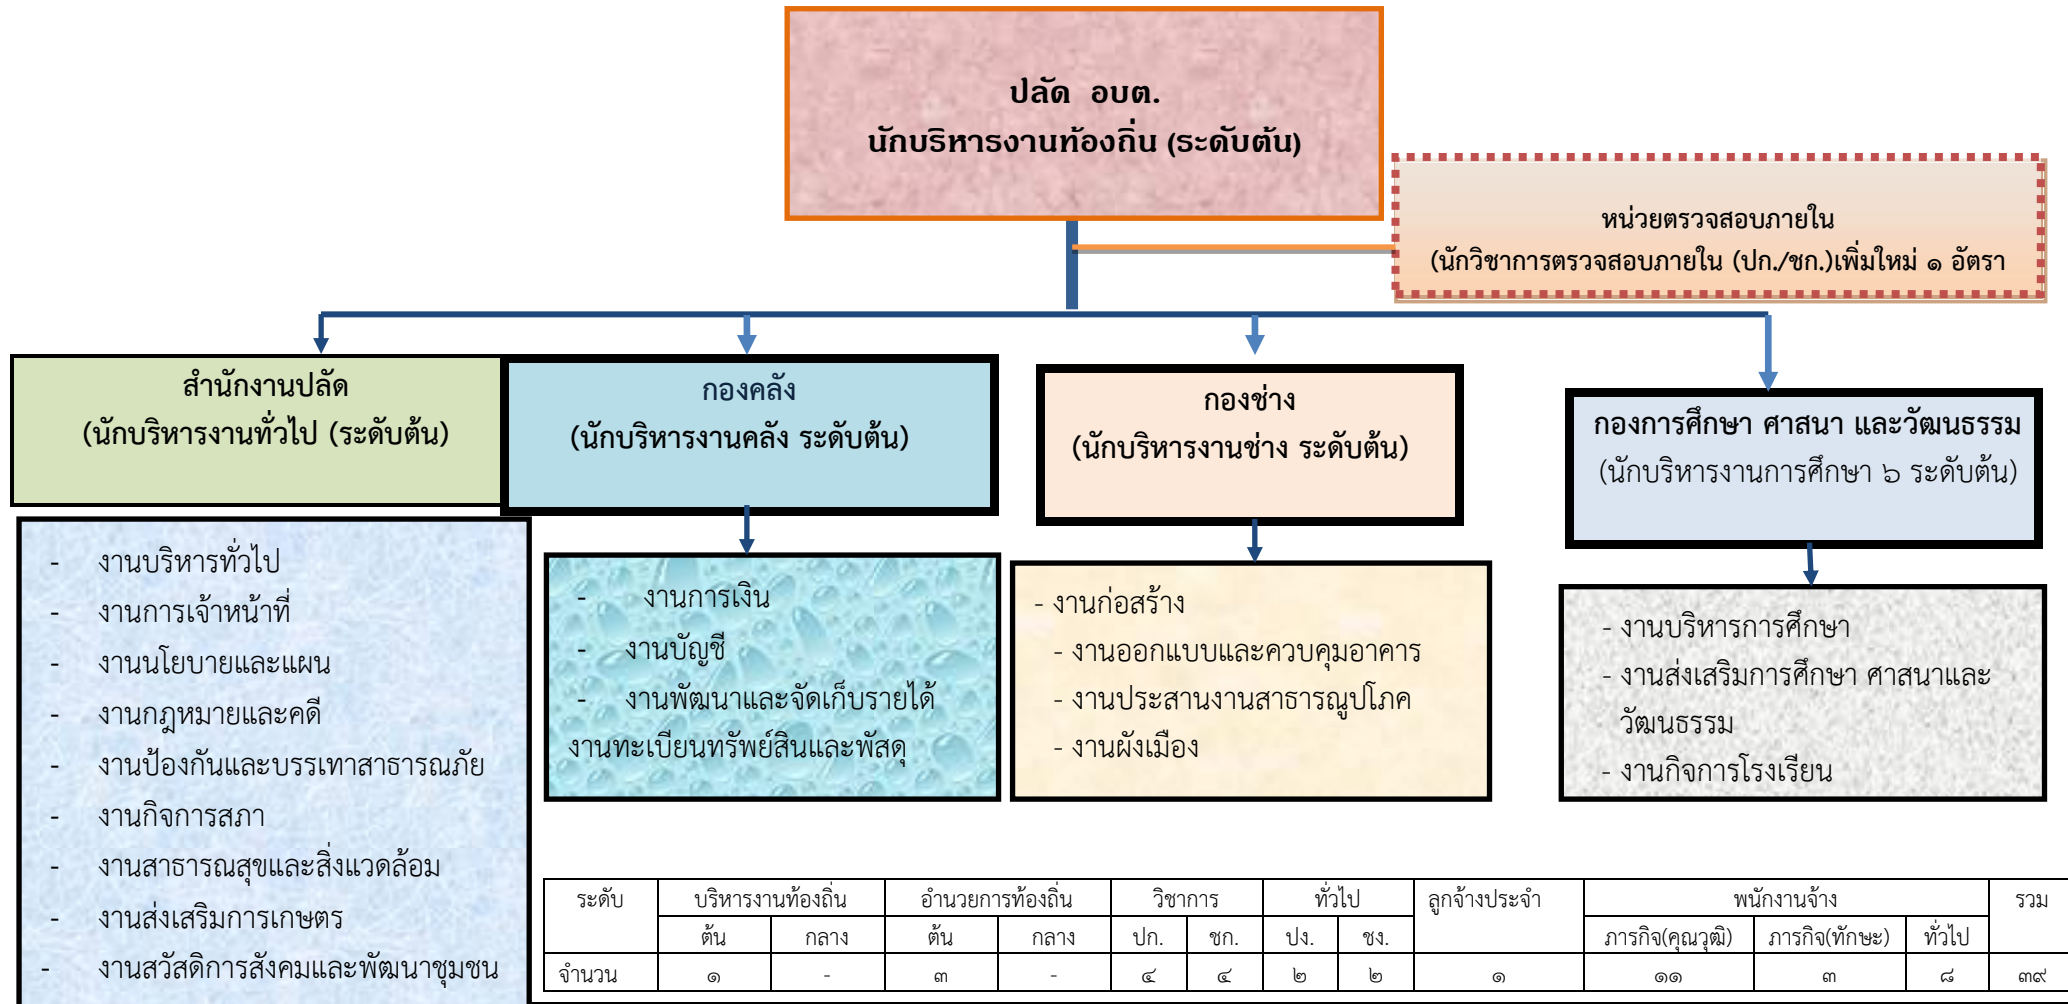 ปลัด อบต.
นักบริหารงานท้องถิ่น (ระดับต้น)
หน่วยตรวจสอบภายใน
(นักวิชาการตรวจสอบภายใน (ปก./ชก.)เพิ่มใหม่ ๑ อัตรา
สำนักงานปลัด
(นักบริหารงานทั่วไป (ระดับต้น)
กองคลัง
(นักบริหารงานคลัง ระดับต้น)
กองช่าง
(นักบริหารงานช่าง ระดับต้น)
กองการศึกษา ศาสนา และวัฒนธรรม
(นักบริหารงานการศึกษา ๖ ระดับต้น)
- งานบริหารทั่วไป
- งานการเจ้าหน้าที่
- งานนโยบายและแผน
- งานกฎหมายและคดี
- งานป้องกันและบรรเทาสาธารณภัย
- งานกิจการสภา
- งานสาธารณสุขและสิ่งแวดล้อม
- งานส่งเสริมการเกษตร
- งานสวัสดิการสังคมและพัฒนาชุมชน
- งานการเงิน
- งานบัญชี
- งานพัฒนาและจัดเก็บรายได้
งานทะเบียนทรัพย์สินและพัสดุ
- งานก่อสร้าง
- งานออกแบบและควบคุมอาคาร
- งานประสานงานสาธารณูปโภค
- งานผังเมือง
- งานบริหารการศึกษา
- งานส่งเสริมการศึกษา ศาสนาและ
วัฒนธรรม
- งานกิจการโรงเรียน
ระดับ บริหารงานท้องถิ่น อำนวยการท้องถิ่น วิชาการ ทั่วไป ลูกจ้างประจำ พนักงานจ้าง รวม
ต้น กลาง ต้น กลาง ปก. ชก. ปง. ชง. ภารกิจ(คุณวุฒิ) ภารกิจ(ทักษะ) ทั่วไป
จำนวน ๑ - ๓ - ๔ ๔ ๒ ๒ ๑ ๑๑ ๓ ๘ ๓๙